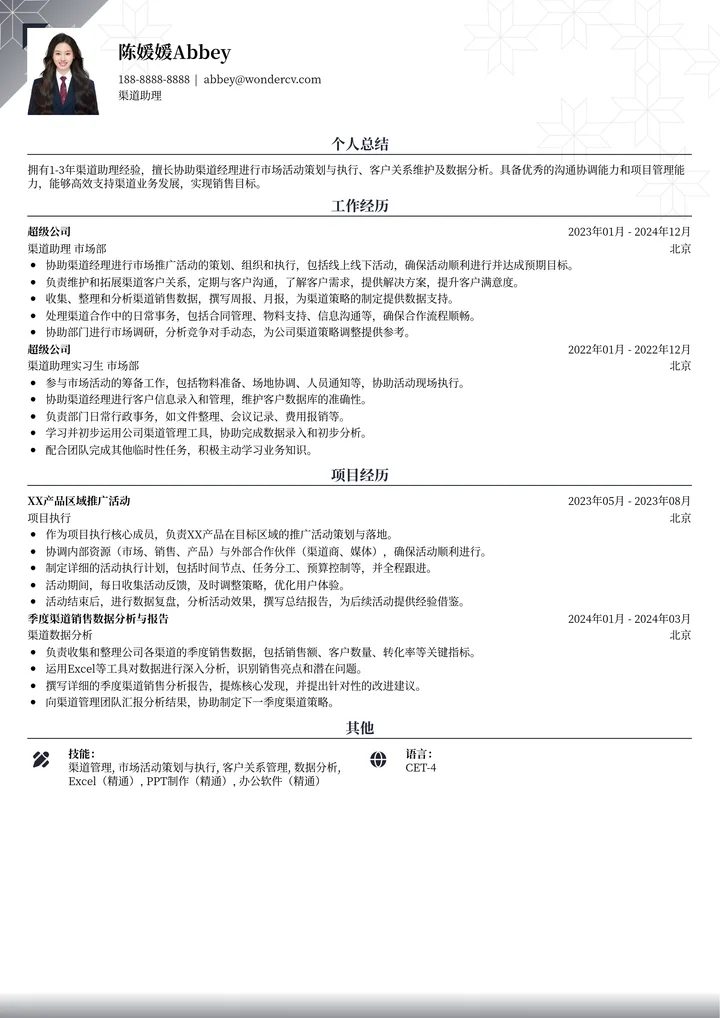 陈媛媛Abbey
188-8888-8888 | abbey@wondercv.com
渠道助理
个人总结
拥有1-3年渠道助理经验，擅长协助渠道经理进行市场活动策划与执行、客户关系维护及数据分析。具备优秀的沟通协调能力和项目管理能
力，能够高效支持渠道业务发展，实现销售目标。
工作经历
超级公司 2023年01月 - 2024年12月
渠道助理 市场部 北京
• 协助渠道经理进行市场推广活动的策划、组织和执行，包括线上线下活动，确保活动顺利进行并达成预期目标。
• 负责维护和拓展渠道客户关系，定期与客户沟通，了解客户需求，提供解决方案，提升客户满意度。
• 收集、整理和分析渠道销售数据，撰写周报、月报，为渠道策略的制定提供数据支持。
• 处理渠道合作中的日常事务，包括合同管理、物料支持、信息沟通等，确保合作流程顺畅。
• 协助部门进行市场调研，分析竞争对手动态，为公司渠道策略调整提供参考。
超级公司 2022年01月 - 2022年12月
渠道助理实习生 市场部 北京
• 参与市场活动的筹备工作，包括物料准备、场地协调、人员通知等，协助活动现场执行。
• 协助渠道经理进行客户信息录入和管理，维护客户数据库的准确性。
• 负责部门日常行政事务，如文件整理、会议记录、费用报销等。
• 学习并初步运用公司渠道管理工具，协助完成数据录入和初步分析。
• 配合团队完成其他临时性任务，积极主动学习业务知识。
项目经历
XX产品区域推广活动 2023年05月 - 2023年08月
项目执行 北京
• 作为项目执行核心成员，负责XX产品在目标区域的推广活动策划与落地。
• 协调内部资源（市场、销售、产品）与外部合作伙伴（渠道商、媒体），确保活动顺利进行。
• 制定详细的活动执行计划，包括时间节点、任务分工、预算控制等，并全程跟进。
• 活动期间，每日收集活动反馈，及时调整策略，优化用户体验。
• 活动结束后，进行数据复盘，分析活动效果，撰写总结报告，为后续活动提供经验借鉴。
季度渠道销售数据分析与报告 2024年01月 - 2024年03月
渠道数据分析 北京
• 负责收集和整理公司各渠道的季度销售数据，包括销售额、客户数量、转化率等关键指标。
• 运用Excel等工具对数据进行深入分析，识别销售亮点和潜在问题。
• 撰写详细的季度渠道销售分析报告，提炼核心发现，并提出针对性的改进建议。
• 向渠道管理团队汇报分析结果，协助制定下一季度渠道策略。
其他
技能：
渠道管理, 市场活动策划与执行, 客户关系管理, 数据分析,
Excel（精通）, PPT制作（精通）, 办公软件（精通）
语言：
CET-4